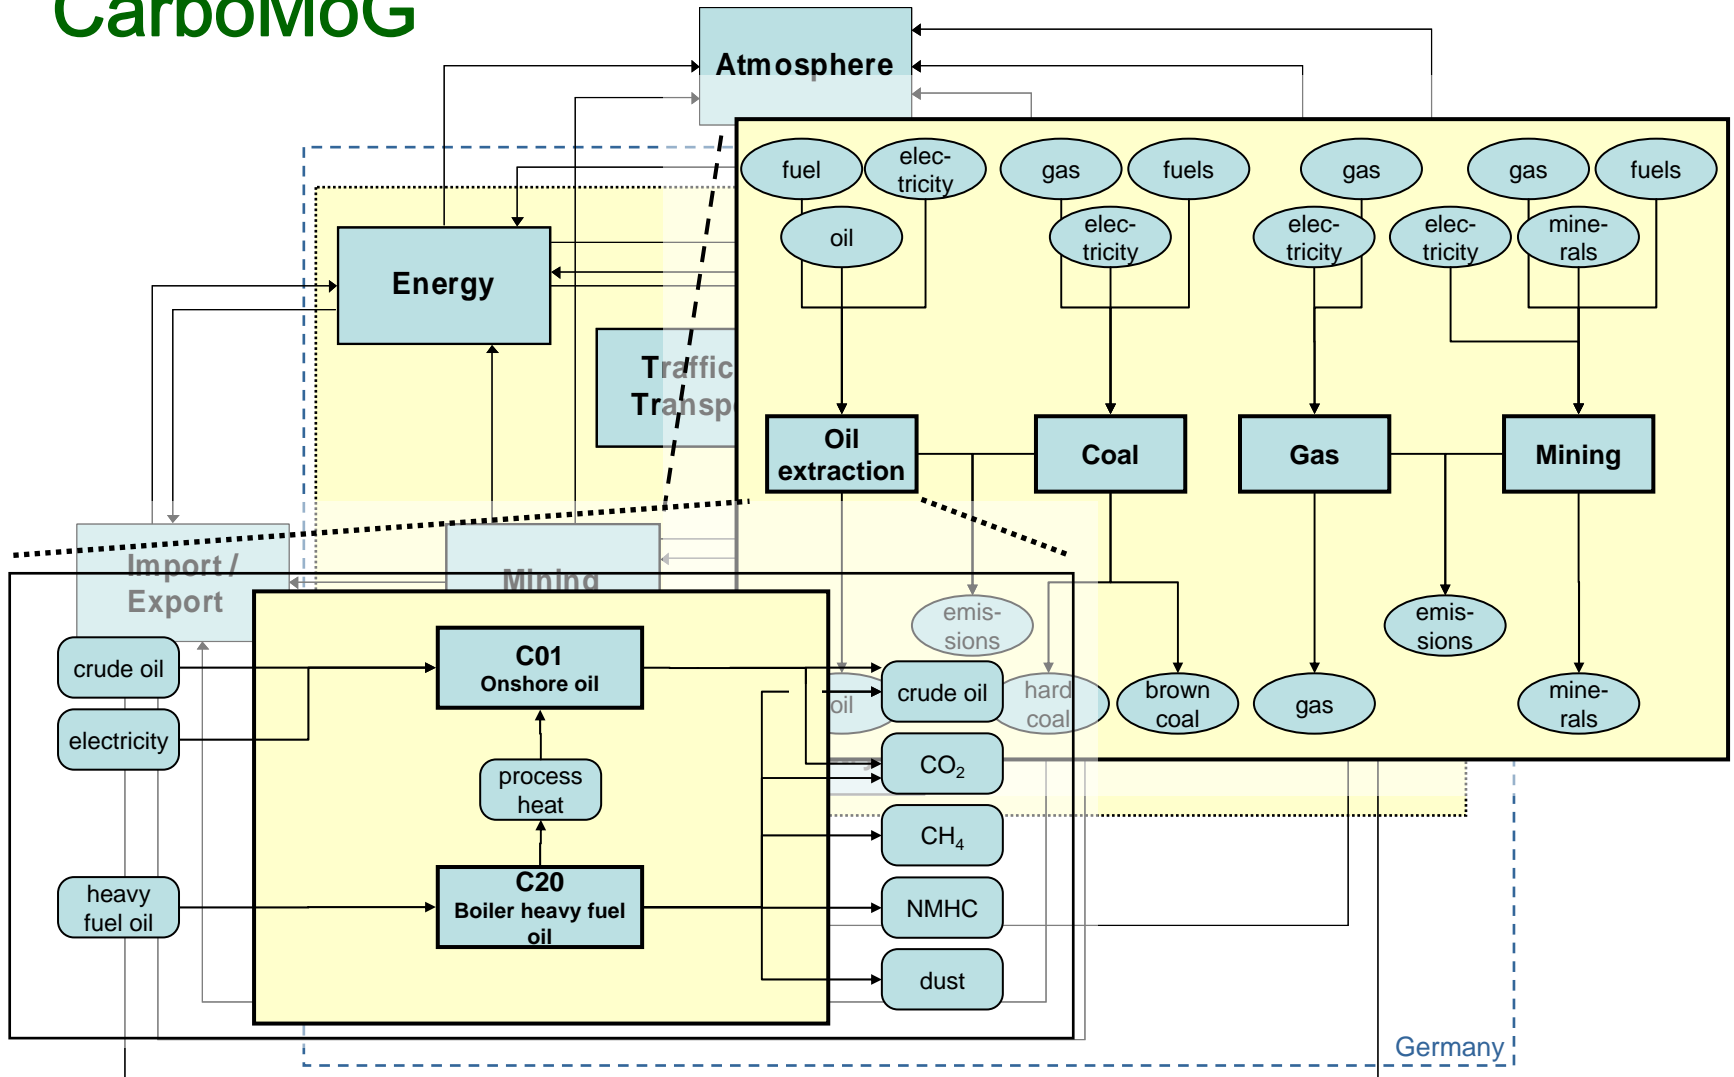 CarboMoG
Atmosphere
fuel
elec-
tricity
gas
fuels
gas
gas
fuels
oil
elec-
tricity
elec-
tricity
elec-
tricity
mine-
rals
Energy
Traffic
Transp
Oil
extraction
Coal
Gas
Mining
Import /
Export
Mining
emis-
sions
emis-
sions
oil
hard
coal
brown
coal
gas
mine-
rals
crude oil
electricity
heavy
fuel oil
C01
Onshore oil
process
heat
C20
Boiler heavy fuel
oil
crude oil
CO₂
CH₄
NMHC
dust
Germany